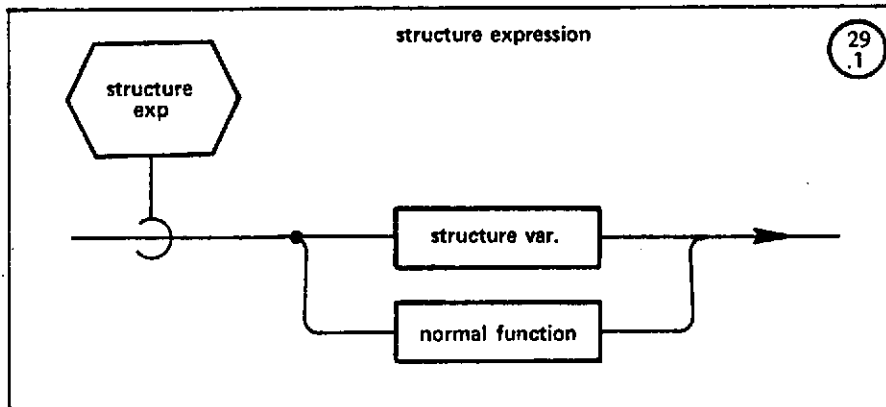 structure expression
29
.1
structure
exp
structure var.
normal function